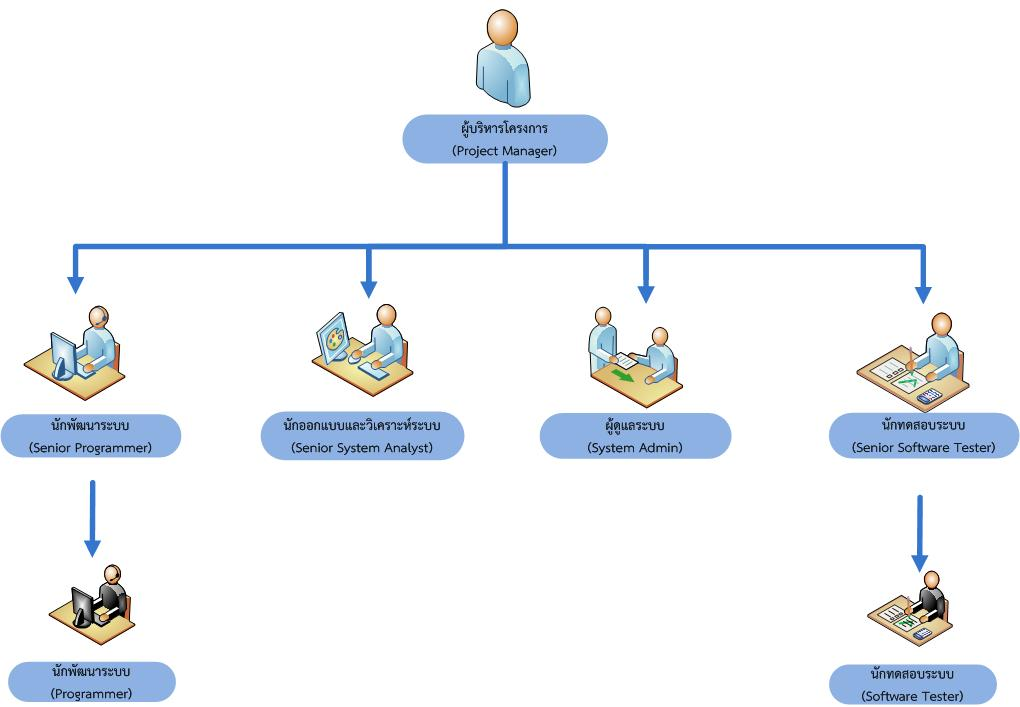 ผู้บริหารโครงการ
(Project Manager)
นักพัฒนาระบบ
(Senior Programmer)
นักออกแบบและวิเคราะห์ระบบ
(Senior System Analyst)
ผู้ดูแลระบบ
(System Admin)
นักทดสอบระบบ
(Senior Software Tester)
นักพัฒนาระบบ
(Programmer)
นักทดสอบระบบ
(Software Tester)